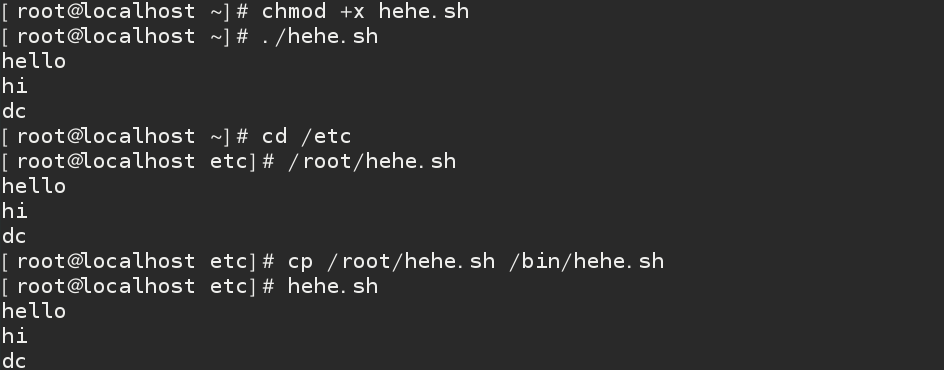 [root@localhost ~]# chmod +x hehe.sh
[root@localhost ~]# ./hehe.sh
hello
hi
dc
[root@localhost ~]# cd /etc
[root@localhost etc]# /root/hehe.sh
hello
hi
dc
[root@localhost etc]# cp /root/hehe.sh /bin/hehe.sh
[root@localhost etc]# hehe.sh
hello
hi
dc